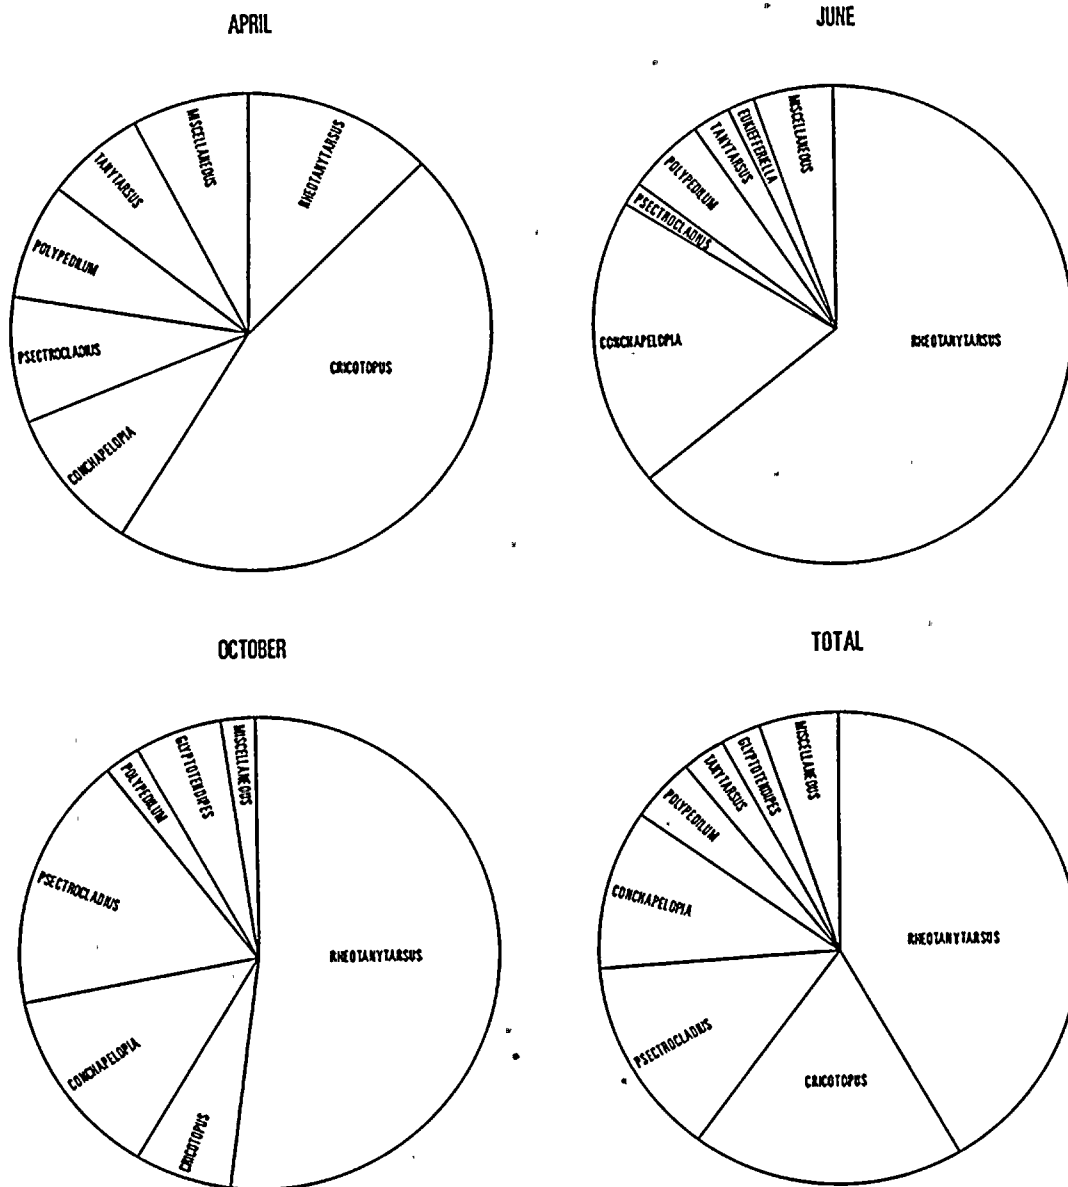 APRIL
MISCELLANEOUS
RHEOTANYTARSUS
TANYTARSUS
POLYPEDILUM
PSECTROCLADIUS
CRICOTOPUS
CONCHAPELOPIA
JUNE
MISCELLANEOUS
EUKIEFFERIELLA
TANYTARSUS
POLYPEDILUM
PSECTROCLADIUS
CONCHAPELOPIA
RHEOTANYTARSUS
OCTOBER
MISCELLANEOUS
GLYPTOTENDIPES
POLYPEDILUM
PSECTROCLADIUS
RHEOTANYTARSUS
CONCHAPELOPIA
CRICOTOPUS
TOTAL
MISCELLANEOUS
GLYPTOTENDIPES
TANYTARSUS
POLYPEDILUM
CONCHAPELOPIA
RHEOTANYTARSUS
PSECTROCLADIUS
CRICOTOPUS